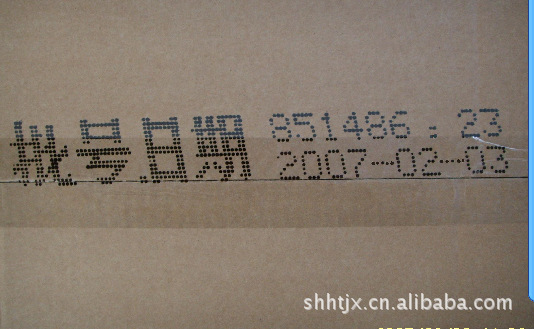 批号日期 851486.23
2007-02-03
shhtjx.cn.alibaba.com